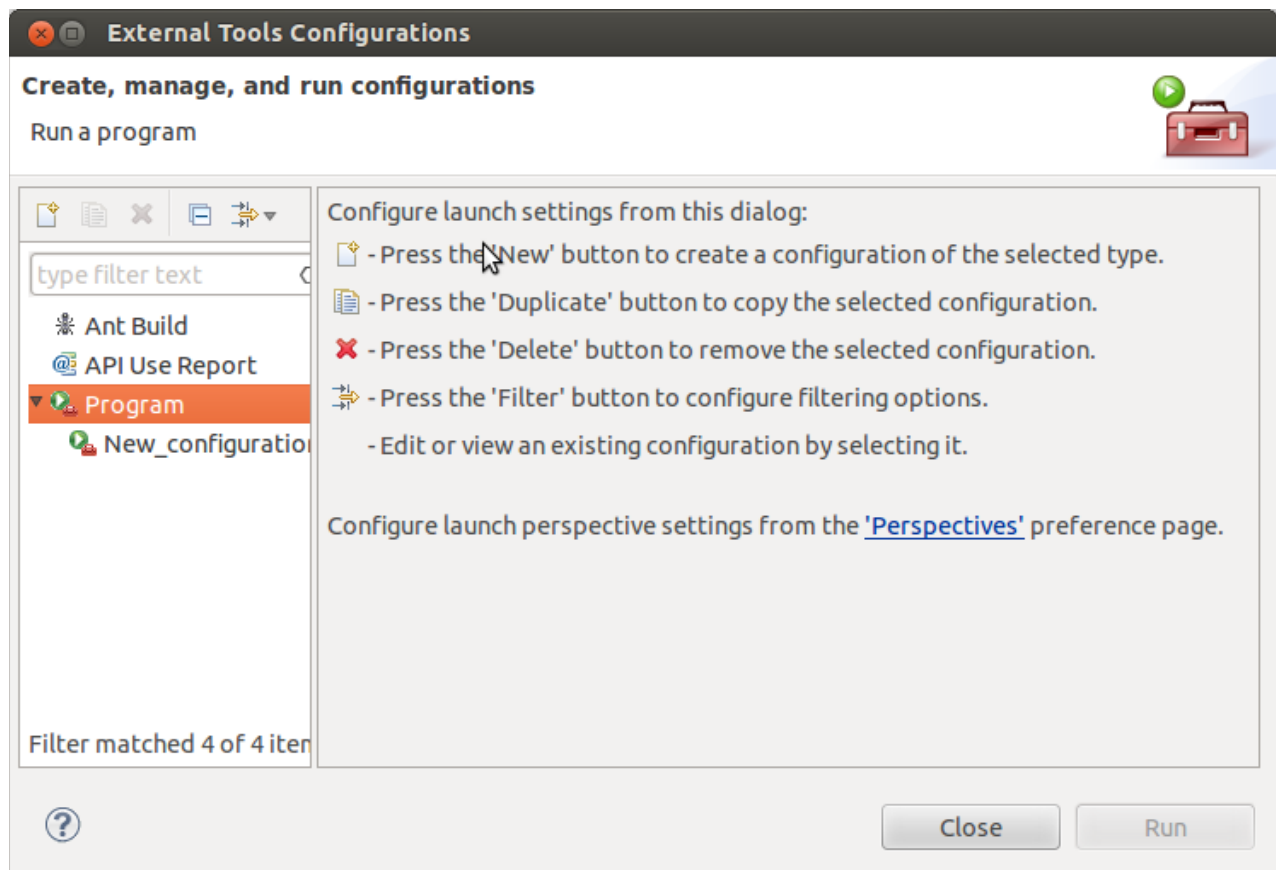 External Tools Configurations
Create, manage, and run configurations
Run a program
type filter text
Ant Build
API Use Report
Program
New_configuratio
Filter matched 4 of 4 iten
Configure launch settings from this dialog:
- Press the 'New' button to create a configuration of the selected type.
- Press the 'Duplicate' button to copy the selected configuration.
- Press the 'Delete' button to remove the selected configuration.
- Press the 'Filter' button to configure filtering options.
- Edit or view an existing configuration by selecting it.
Configure launch perspective settings from the 'Perspectives' preference page.
Close
Run